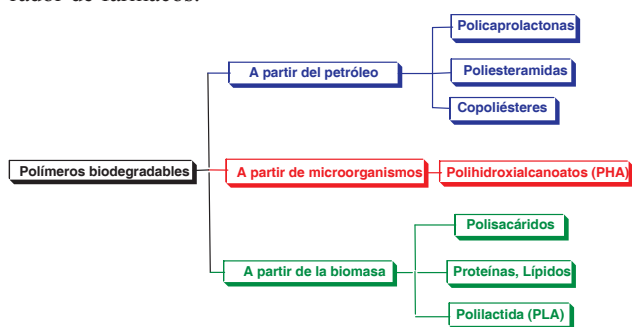 Policaprolactonas
A partir del petróleo
Poliesteramidas
Copoliésteres
Polímeros biodegradables
A partir de microorganismos
Polihidroxialcanoatos (PHA)
Polisacáridos
A partir de la biomasa
Proteínas, Lípidos
Polilactida (PLA)